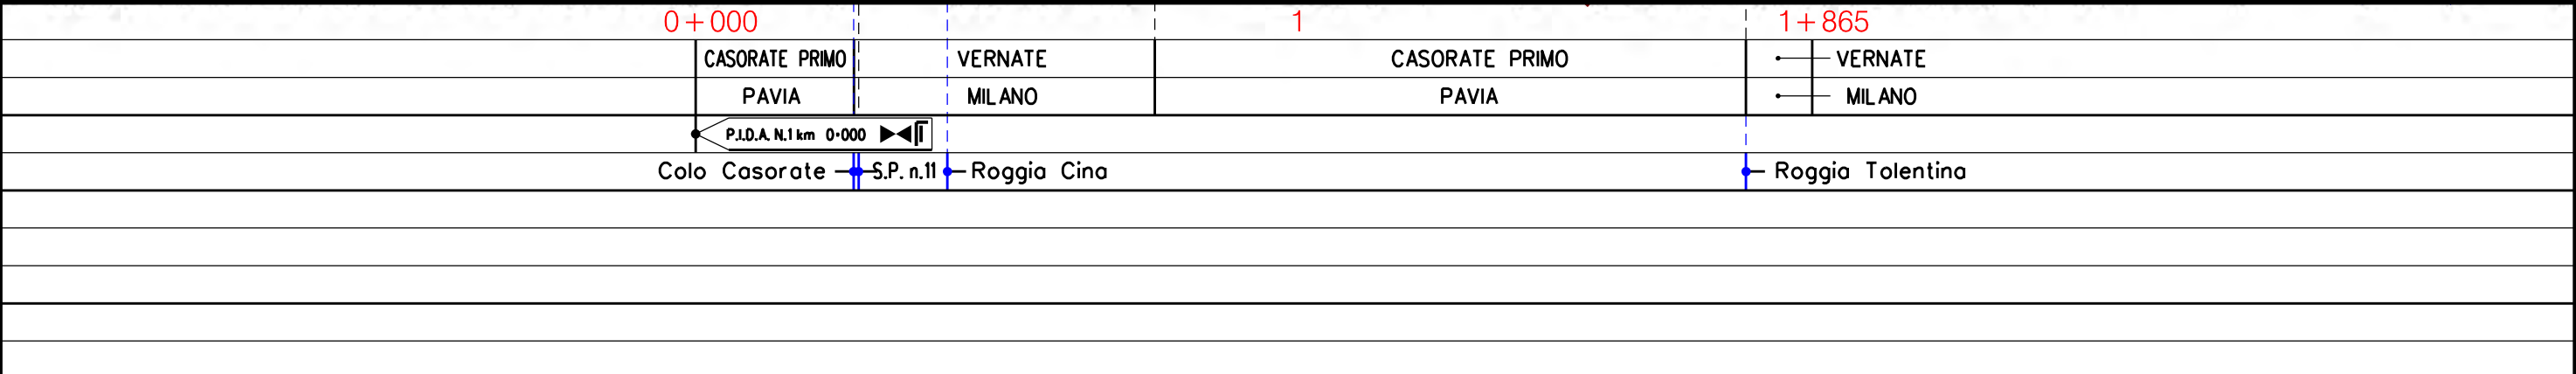 0+000 1 1+865
CASORATE PRIMO VERNATE CASORATE PRIMO VERNATE
PAVIA MILANO PAVIA MILANO
P.I.D.A. N.1 km 0+000
Colo Casorate S.P. n.11 Roggia Cina Roggia Tolentina